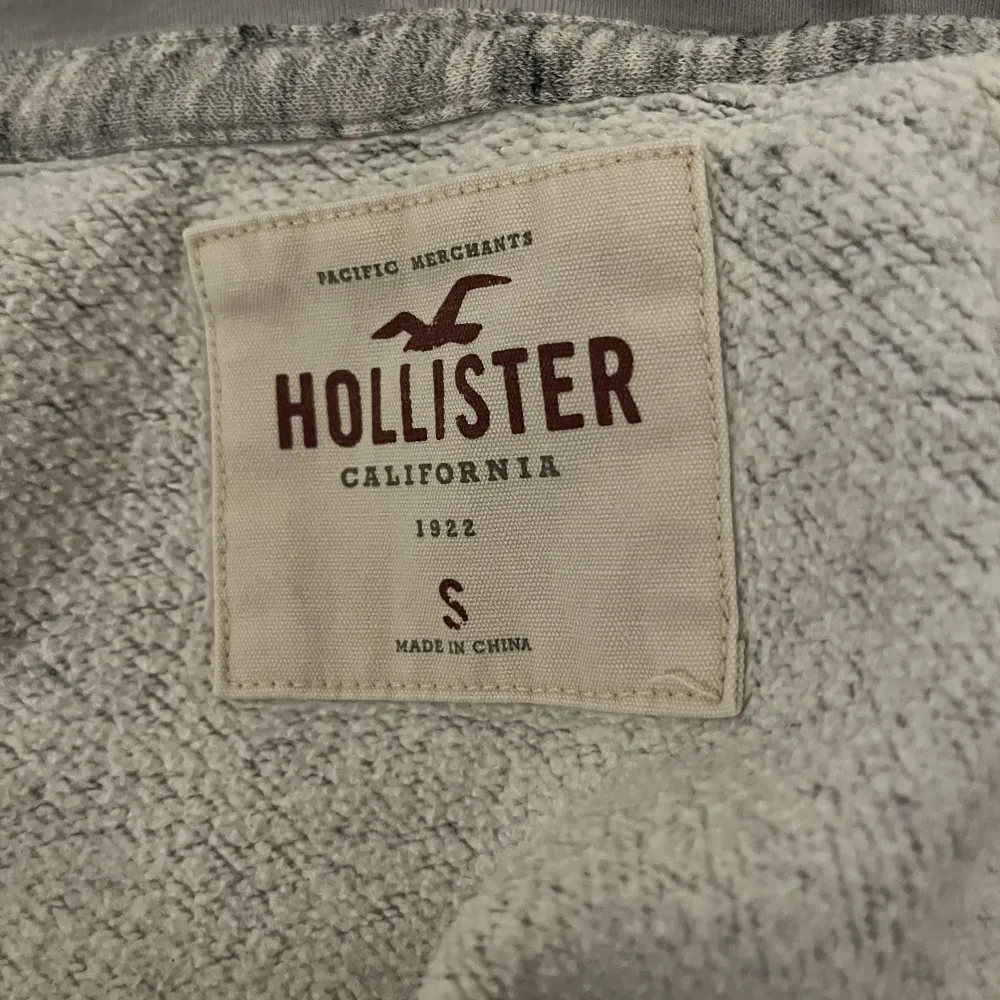 PACIFIC MERCHANTS
HOLLISTER
CALIFORNIA
1922
S
MADE IN CHINA